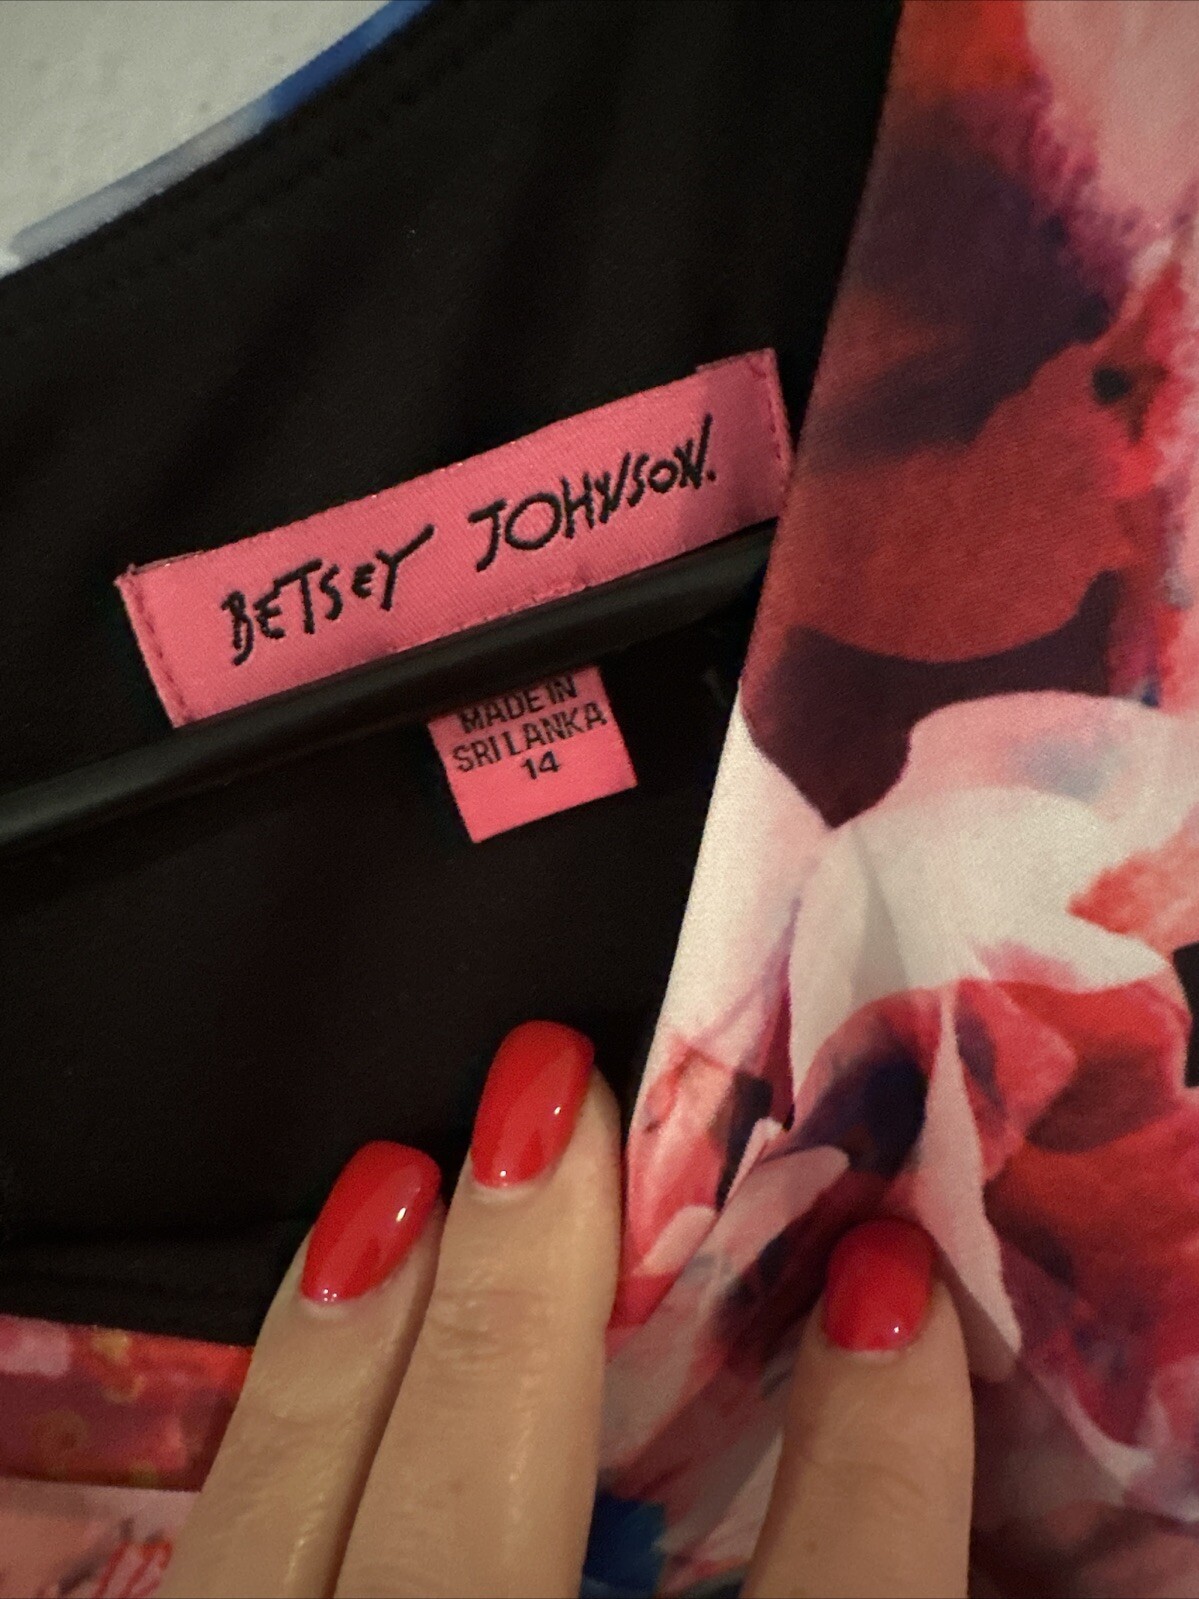 BETSEY JOHNSON.
MADE IN
SRI LANKA
14